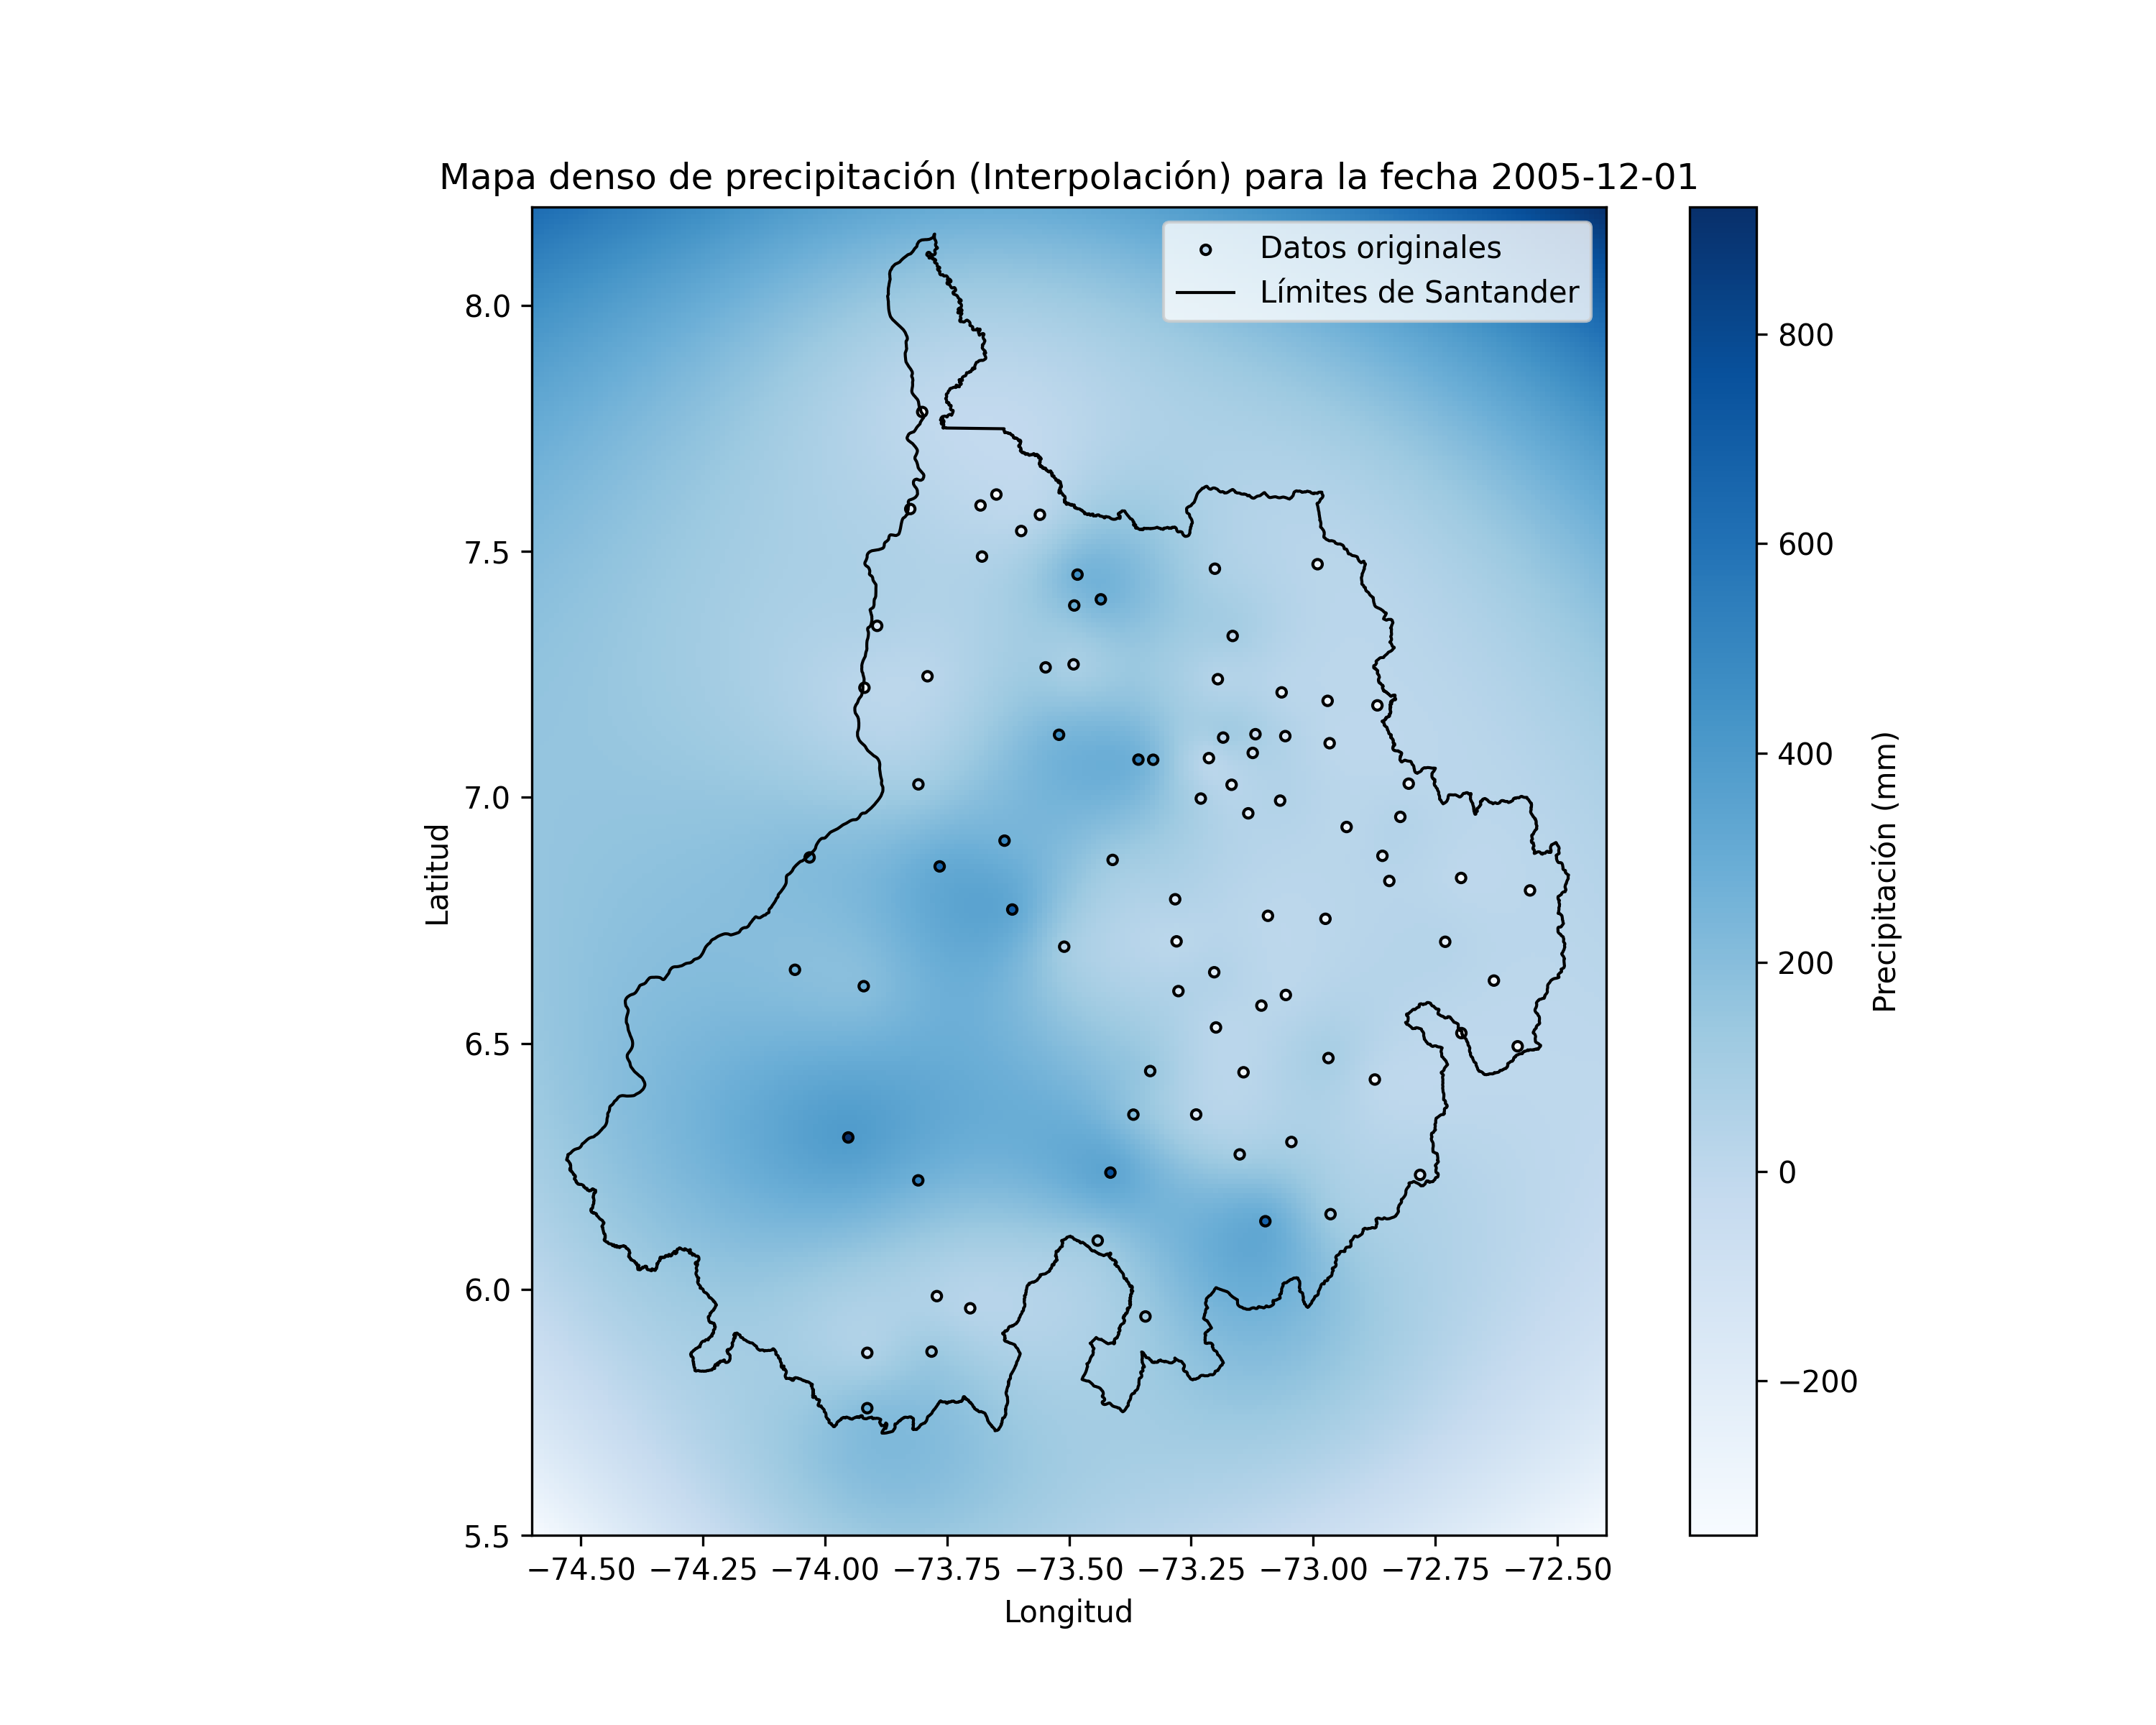 Mapa denso de precipitación (Interpolación) para la fecha 2005-12-01
Datos originales
Límites de Santander
8.0
7.5
7.0
6.5
6.0
5.5
Latitud
−74.50 −74.25 −74.00 −73.75 −73.50 −73.25 −73.00 −72.75 −72.50
Longitud
800
600
400
200
0
−200
Precipitación (mm)